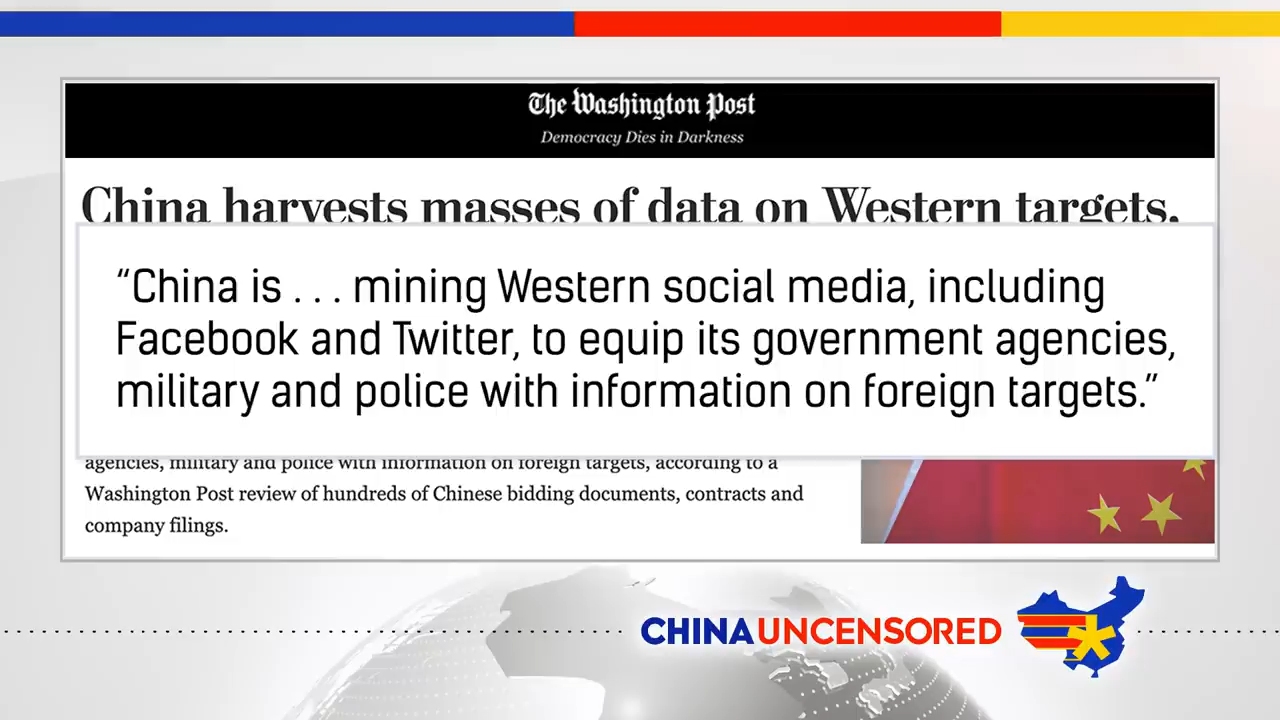 The Washington Post
Democracy Dies in Darkness
China harvests masses of data on Western targets,
“China is . . . mining Western social media, including
Facebook and Twitter, to equip its government agencies,
military and police with information on foreign targets.”
agencies, military and police with information on foreign targets, according to a
Washington Post review of hundreds of Chinese bidding documents, contracts and
company filings.
CHINA UNCENSORED